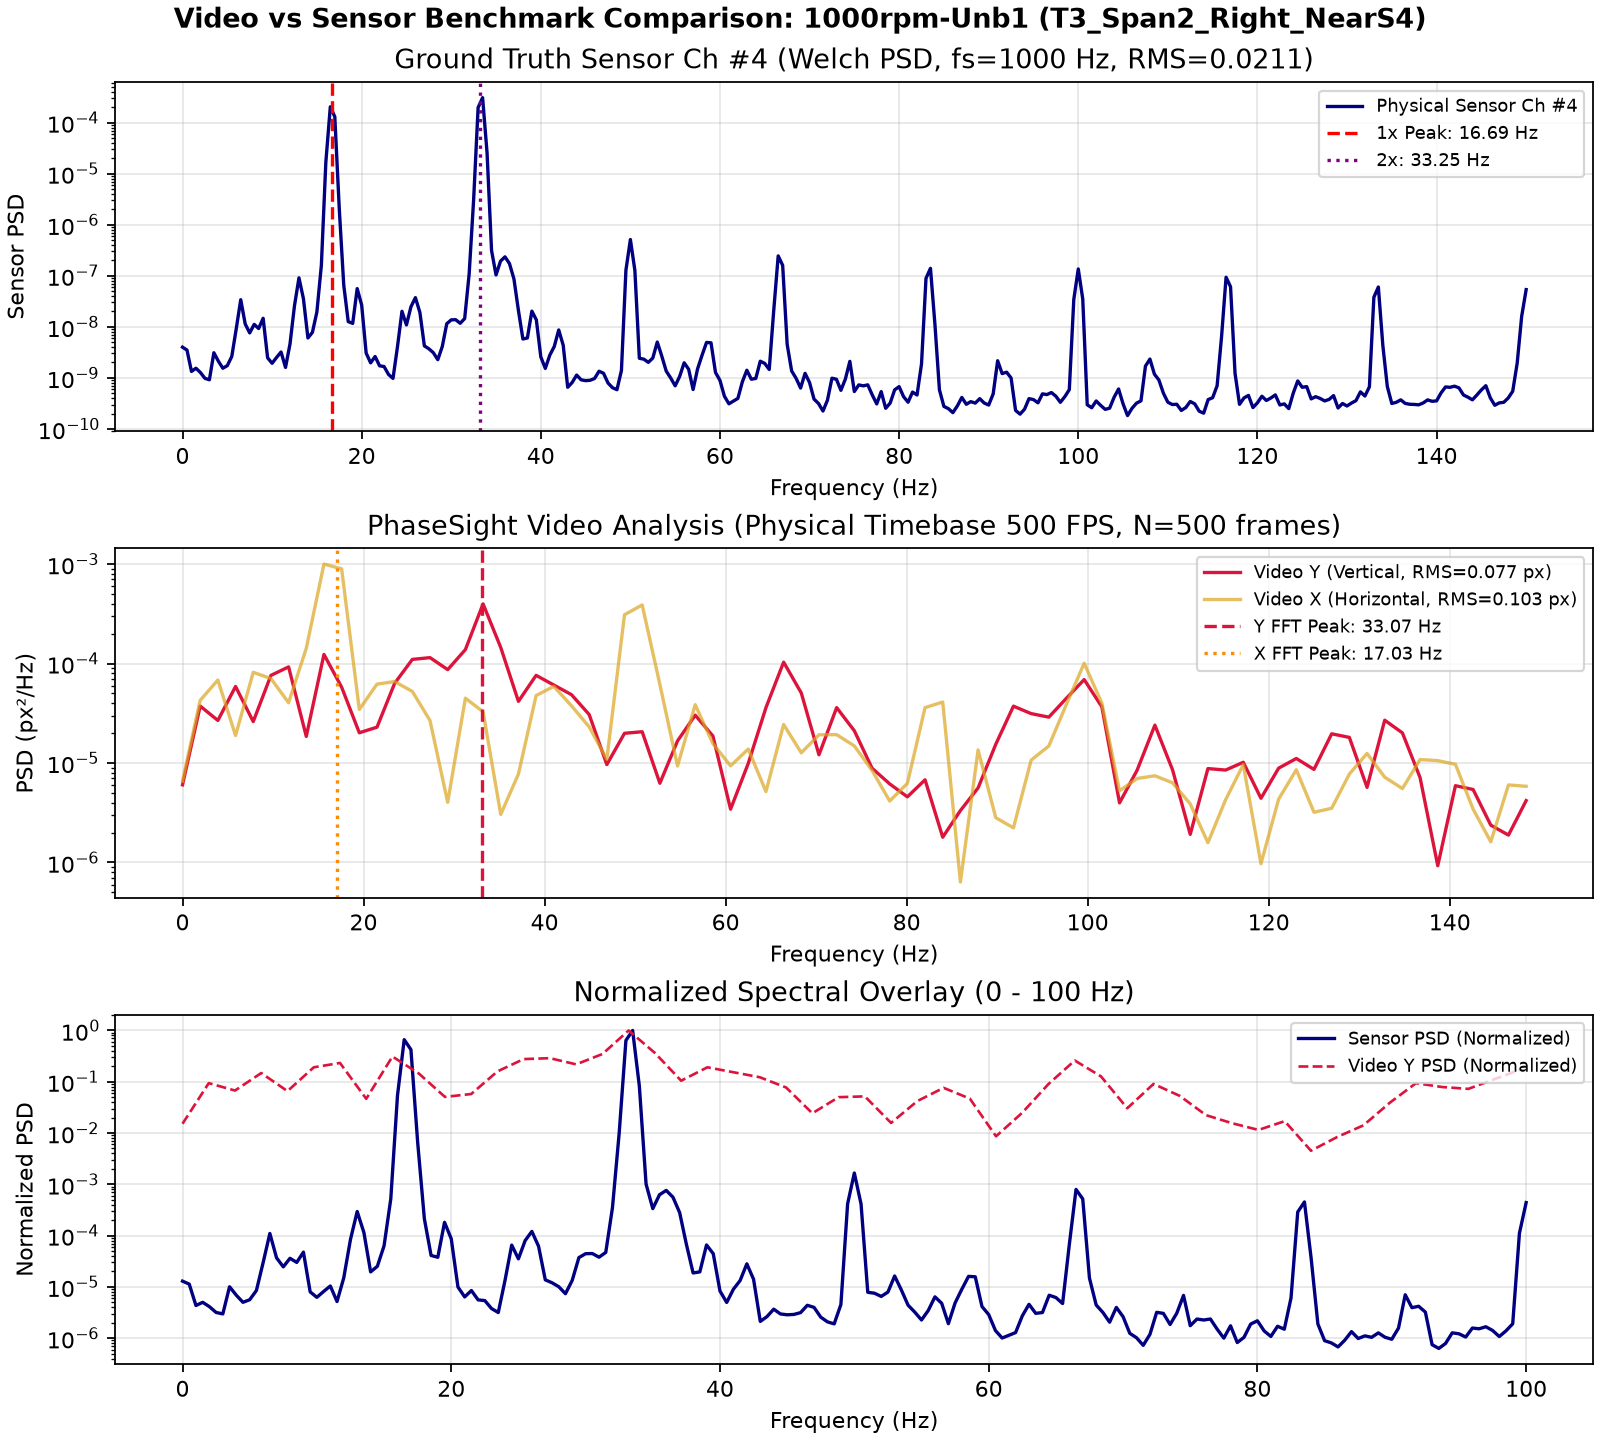 Video vs Sensor Benchmark Comparison: 1000rpm-Unb1 (T3_Span2_Right_NearS4)
Ground Truth Sensor Ch #4 (Welch PSD, fs=1000 Hz, RMS=0.0211)
Sensor PSD
10⁻⁴
10⁻⁵
10⁻⁶
10⁻⁷
10⁻⁸
10⁻⁹
10⁻¹⁰
Physical Sensor Ch #4
1x Peak: 16.69 Hz
2x: 33.25 Hz
0 20 40 60 80 100 120 140
Frequency (Hz)
PhaseSight Video Analysis (Physical Timebase 500 FPS, N=500 frames)
PSD (px²/Hz)
10⁻³
10⁻⁴
10⁻⁵
10⁻⁶
Video Y (Vertical, RMS=0.077 px)
Video X (Horizontal, RMS=0.103 px)
Y FFT Peak: 33.07 Hz
X FFT Peak: 17.03 Hz
0 20 40 60 80 100 120 140
Frequency (Hz)
Normalized Spectral Overlay (0 - 100 Hz)
Normalized PSD
10⁰
10⁻¹
10⁻²
10⁻³
10⁻⁴
10⁻⁵
10⁻⁶
Sensor PSD (Normalized)
Video Y PSD (Normalized)
0 20 40 60 80 100
Frequency (Hz)